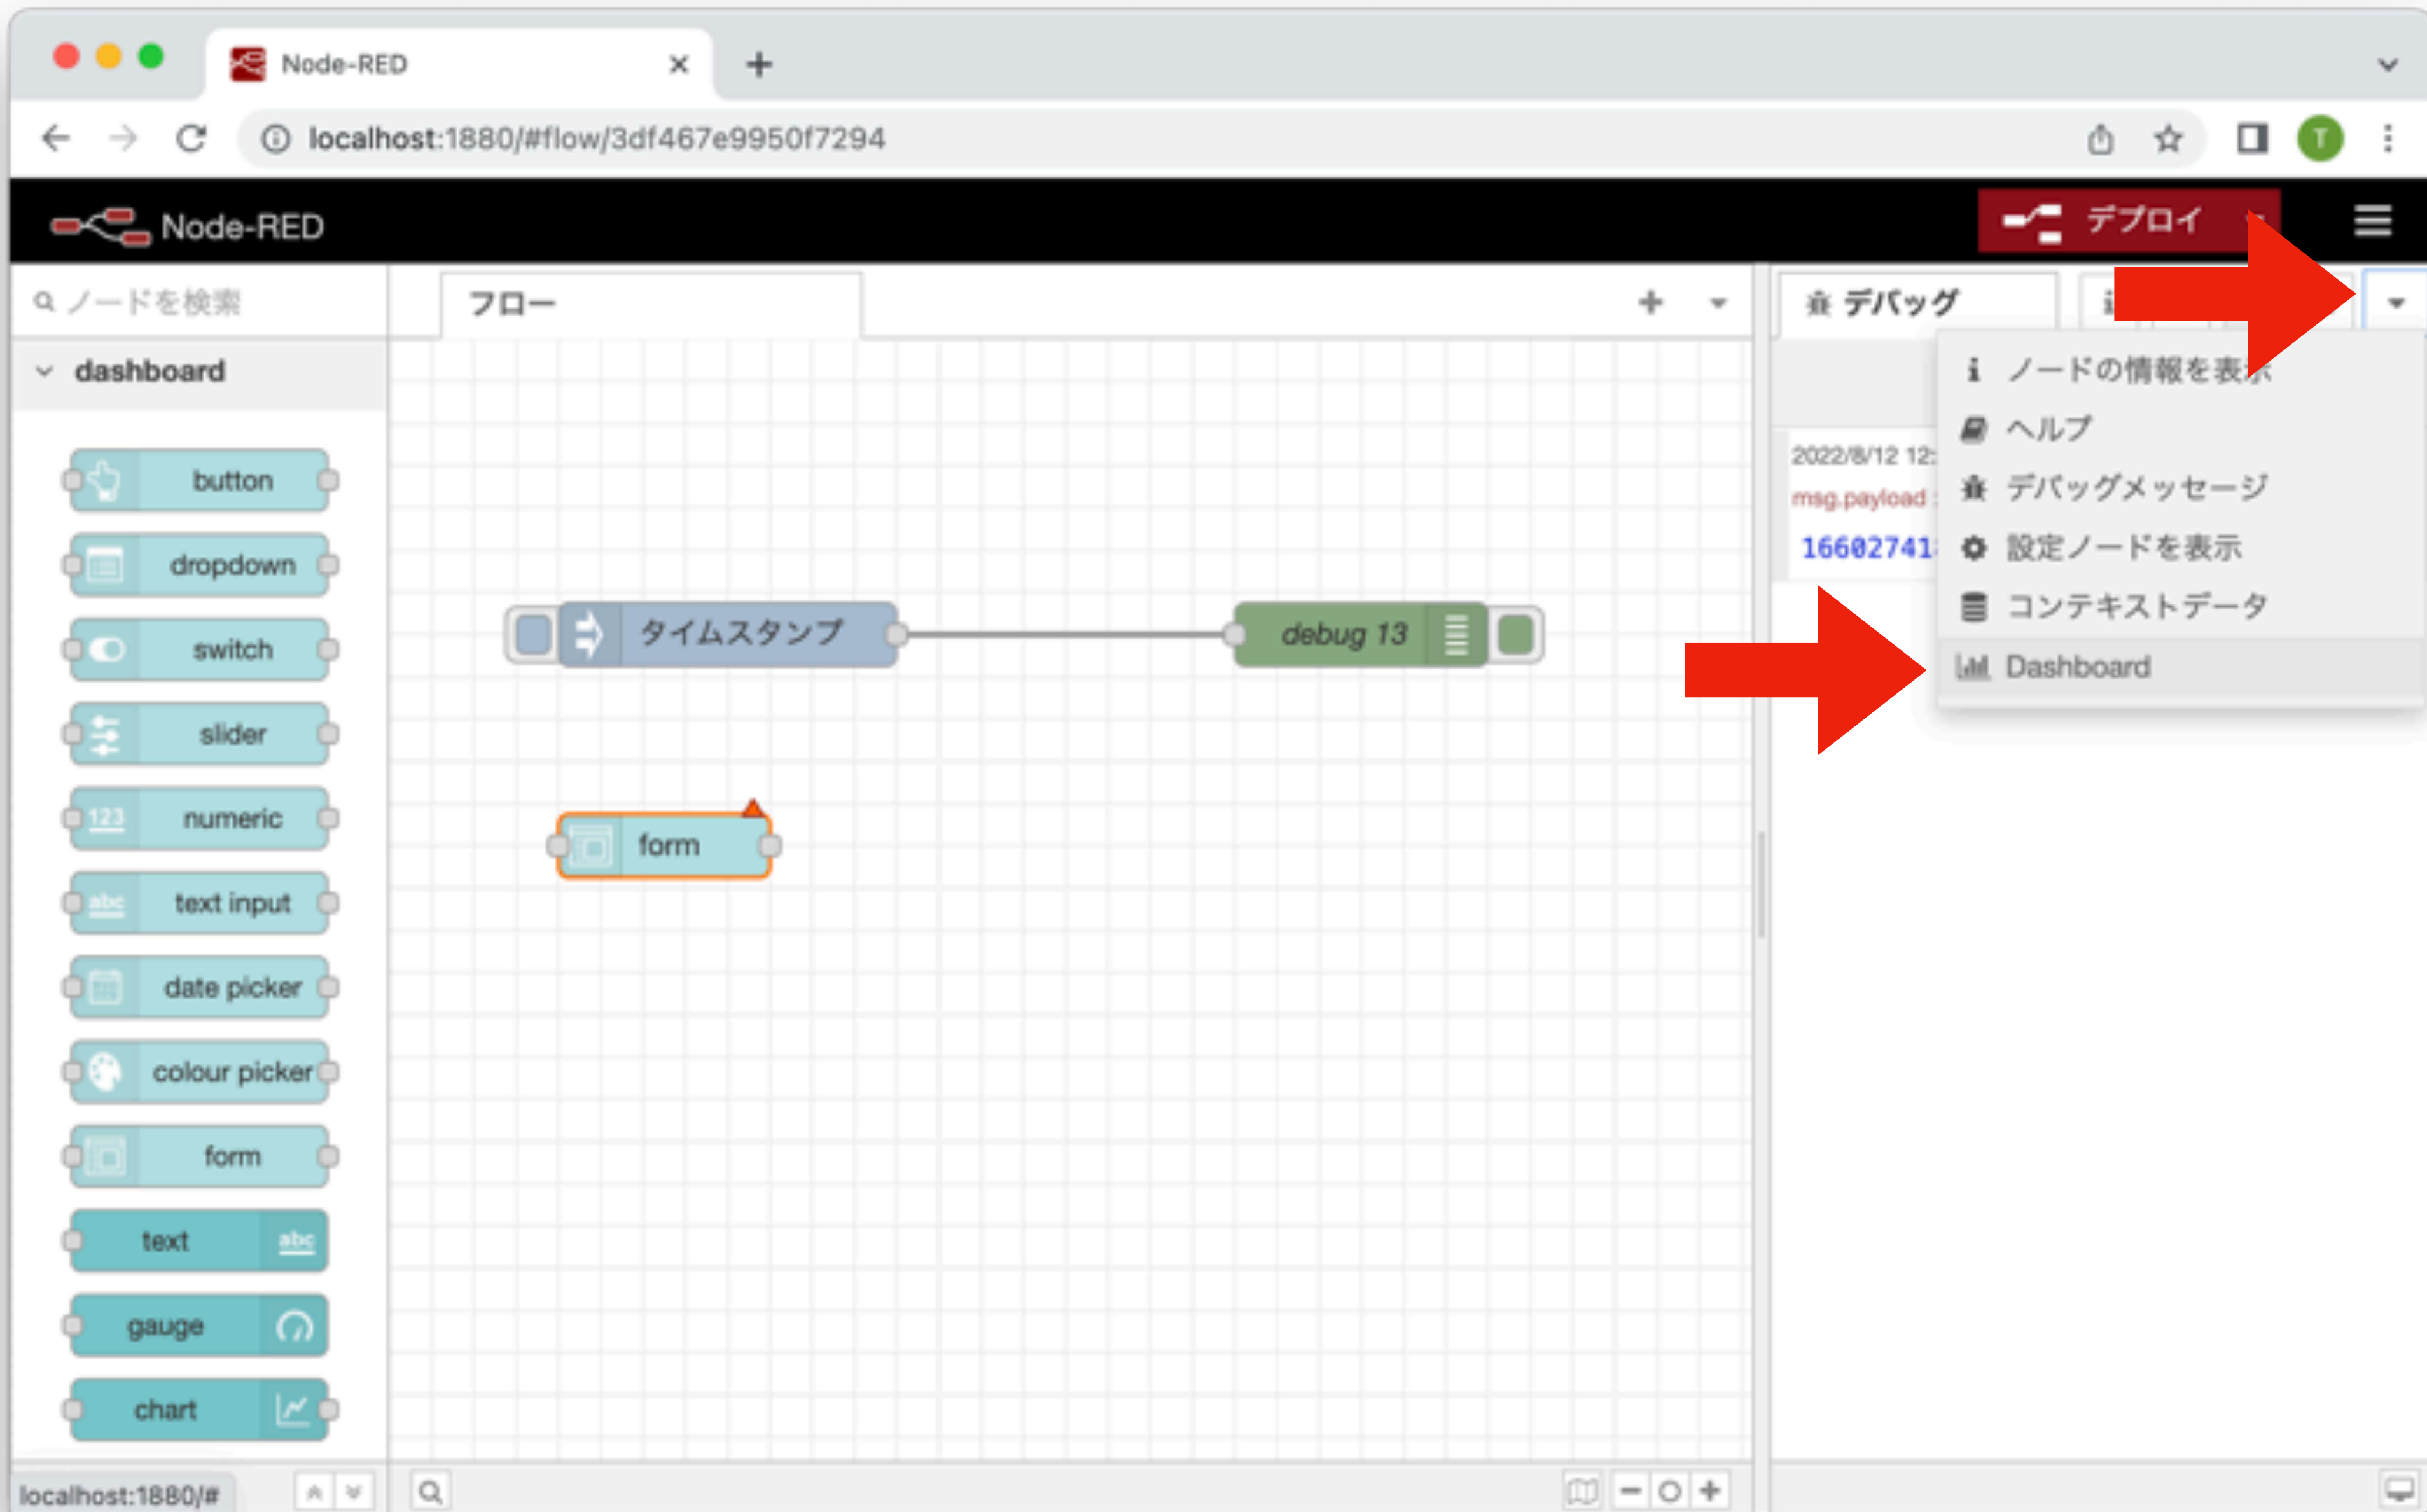 Node-RED
localhost:1880/#flow/3df467e9950f7294
T
Node-RED
デプロイ
ノードを検索
フロー
デバッグ
dashboard
button
dropdown
switch
slider
123 numeric
abc text input
date picker
colour picker
form
text abc
gauge
chart
タイムスタンプ
debug 13
form
2022/8/12 12:
msg.payload :
16602741
ノードの情報を表示
ヘルプ
デバッグメッセージ
設定ノードを表示
コンテキストデータ
Dashboard
localhost:1880/#